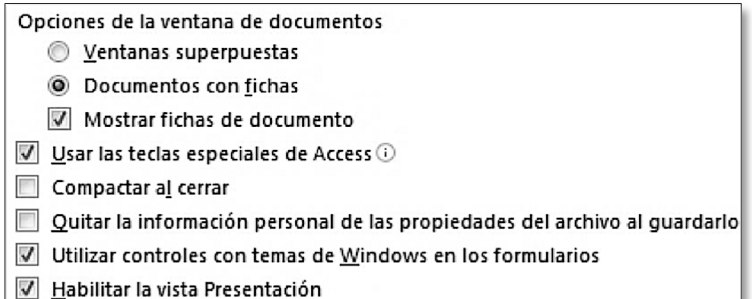 Opciones de la ventana de documentos
Ventanas superpuestas
Documentos con fichas
Mostrar fichas de documento
Usar las teclas especiales de Access
Compactar al cerrar
Quitar la información personal de las propiedades del archivo al guardarlo
Utilizar controles con temas de Windows en los formularios
Habilitar la vista Presentación